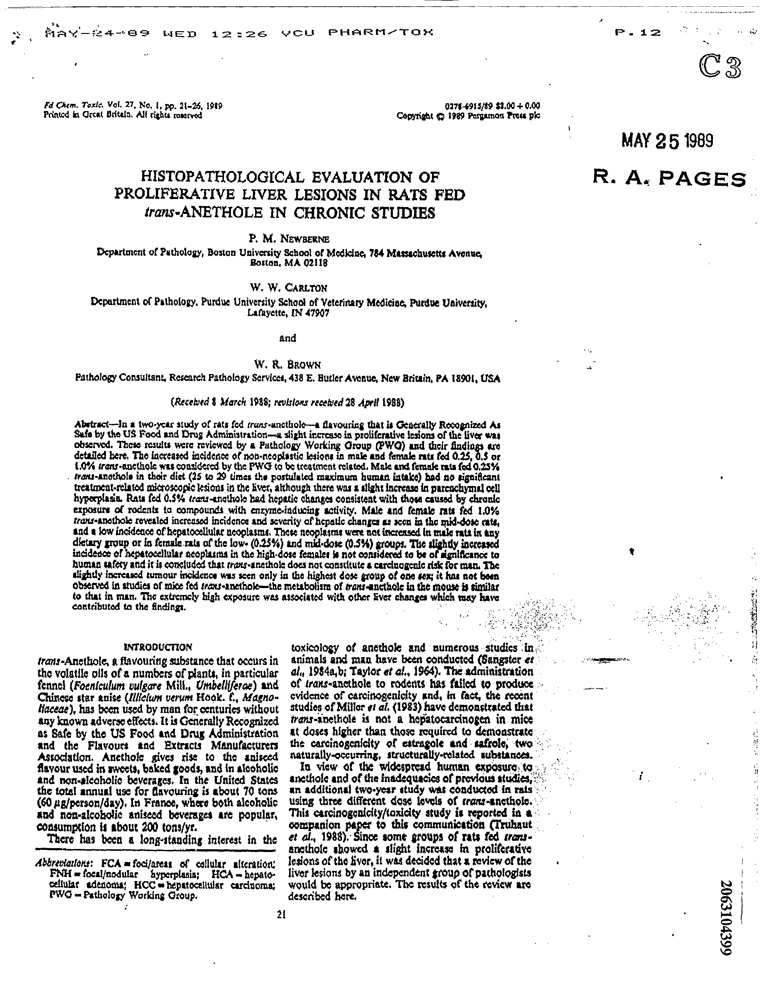 MAY-24-89 WED 12:26 VCU PHARM/TOX P.12
C3
Fd Chem. Toxic. Vol. 27, No. 1, pp. 21-26, 1989
Printed in Great Britain. All rights reserved
0278-6915/89 $3.00 + 0.00
Copyright © 1989 Pergamon Press plc
MAY 25 1989
R. A. PAGES
HISTOPATHOLOGICAL EVALUATION OF
PROLIFERATIVE LIVER LESIONS IN RATS FED
trans-ANETHOLE IN CHRONIC STUDIES
P. M. NEWBERNE
Department of Pathology, Boston University School of Medicine, 784 Massachusetts Avenue,
Boston, MA 02118
W. W. CARLTON
Department of Pathology, Purdue University School of Veterinary Medicine, Purdue University,
Lafayette, IN 47907
and
W. R. BROWN
Pathology Consultant, Research Pathology Services, 438 E. Butler Avenue, New Britain, PA 18901, USA
(Received 8 March 1988; revisions received 28 April 1988)
Abstract—In a two-year study of rats fed trans-anethole—a flavouring that is Generally Recognized As
Safe by the US Food and Drug Administration—a slight increase in proliferative lesions of the liver was
observed. These results were reviewed by a Pathology Working Group (PWG) and their findings are
detailed here. The increased incidence of non-neoplastic lesions in male and female rats fed 0.25, 0.5 or
1.0% trans-anethole was considered by the PWG to be treatment related. Male and female rats fed 0.25%
trans-anethole in their diet (25 to 29 times the postulated maximum human intake) had no significant
treatment-related microscopic lesions in the liver, although there was a slight increase in parenchymal cell
hyperplasia. Rats fed 0.5% trans-anethole had hepatic changes consistent with those caused by chronic
exposure of rodents to compounds with enzyme-inducing activity. Male and female rats fed 1.0%
trans-anethole revealed increased incidence and severity of hepatic changes as seen in the mid-dose rats,
and a low incidence of hepatocellular neoplasms. These neoplasms were not increased in male rats in any
dietary group or in female rats of the low- (0.25%) and mid-dose (0.5%) groups. The slightly increased
incidence of hepatocellular neoplasms in the high-dose females is not considered to be of significance to
human safety and it is concluded that trans-anethole does not constitute a carcinogenic risk for man. The
slightly increased tumour incidence was seen only in the highest dose group of one sex; it has not been
observed in studies of mice fed trans-anethole—the metabolism of trans-anethole in the mouse is similar
to that in man. The extremely high exposure was associated with other liver changes which may have
contributed to the findings.
INTRODUCTION
trans-Anethole, a flavouring substance that occurs in
the volatile oils of a numbers of plants, in particular
fennel (Foeniculum vulgare Mill., Umbelliferae) and
Chinese star anise (Illicium verum Hook. f., Magno-
liaceae), has been used by man for centuries without
any known adverse effects. It is Generally Recognized
as Safe by the US Food and Drug Administration
and the Flavours and Extracts Manufacturers
Association. Anethole gives rise to the aniseed
flavour used in sweets, baked goods, and in alcoholic
and non-alcoholic beverages. In the United States
the total annual use for flavouring is about 70 tons
(60 µg/person/day). In France, where both alcoholic
and non-alcoholic aniseed beverages are popular,
consumption is about 200 tons/yr.
There has been a long-standing interest in the
Abbreviations: FCA = foci/areas of cellular alteration;
FNH = focal/nodular hyperplasia; HCA = hepato-
cellular adenoma; HCC = hepatocellular carcinoma;
PWG = Pathology Working Group.
toxicology of anethole and numerous studies in
animals and man have been conducted (Sangster et
al., 1984a,b; Taylor et al., 1964). The administration
of trans-anethole to rodents has failed to produce
evidence of carcinogenicity and, in fact, the recent
studies of Miller et al. (1983) have demonstrated that
trans-anethole is not a hepatocarcinogen in mice
at doses higher than those required to demonstrate
the carcinogenicity of estragole and safrole, two
naturally-occurring, structurally-related substances.
In view of the widespread human exposure to
anethole and of the inadequacies of previous studies,
an additional two-year study was conducted in rats
using three different dose levels of trans-anethole.
This carcinogenicity/toxicity study is reported in a
companion paper to this communication (Truhaut
et al., 1988). Since some groups of rats fed trans-
anethole showed a slight increase in proliferative
lesions of the liver, it was decided that a review of the
liver lesions by an independent group of pathologists
would be appropriate. The results of the review are
described here.
21
2063104399